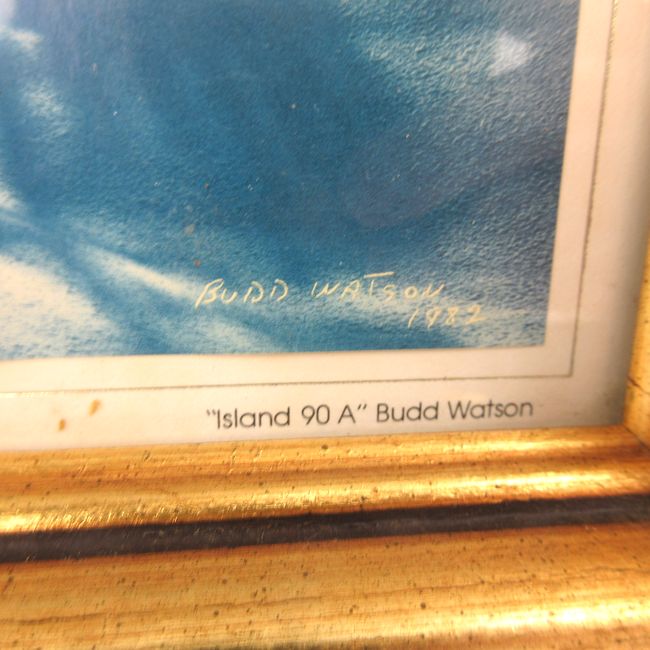 BUDD WATSON
1982
"Island 90 A" Budd Watson